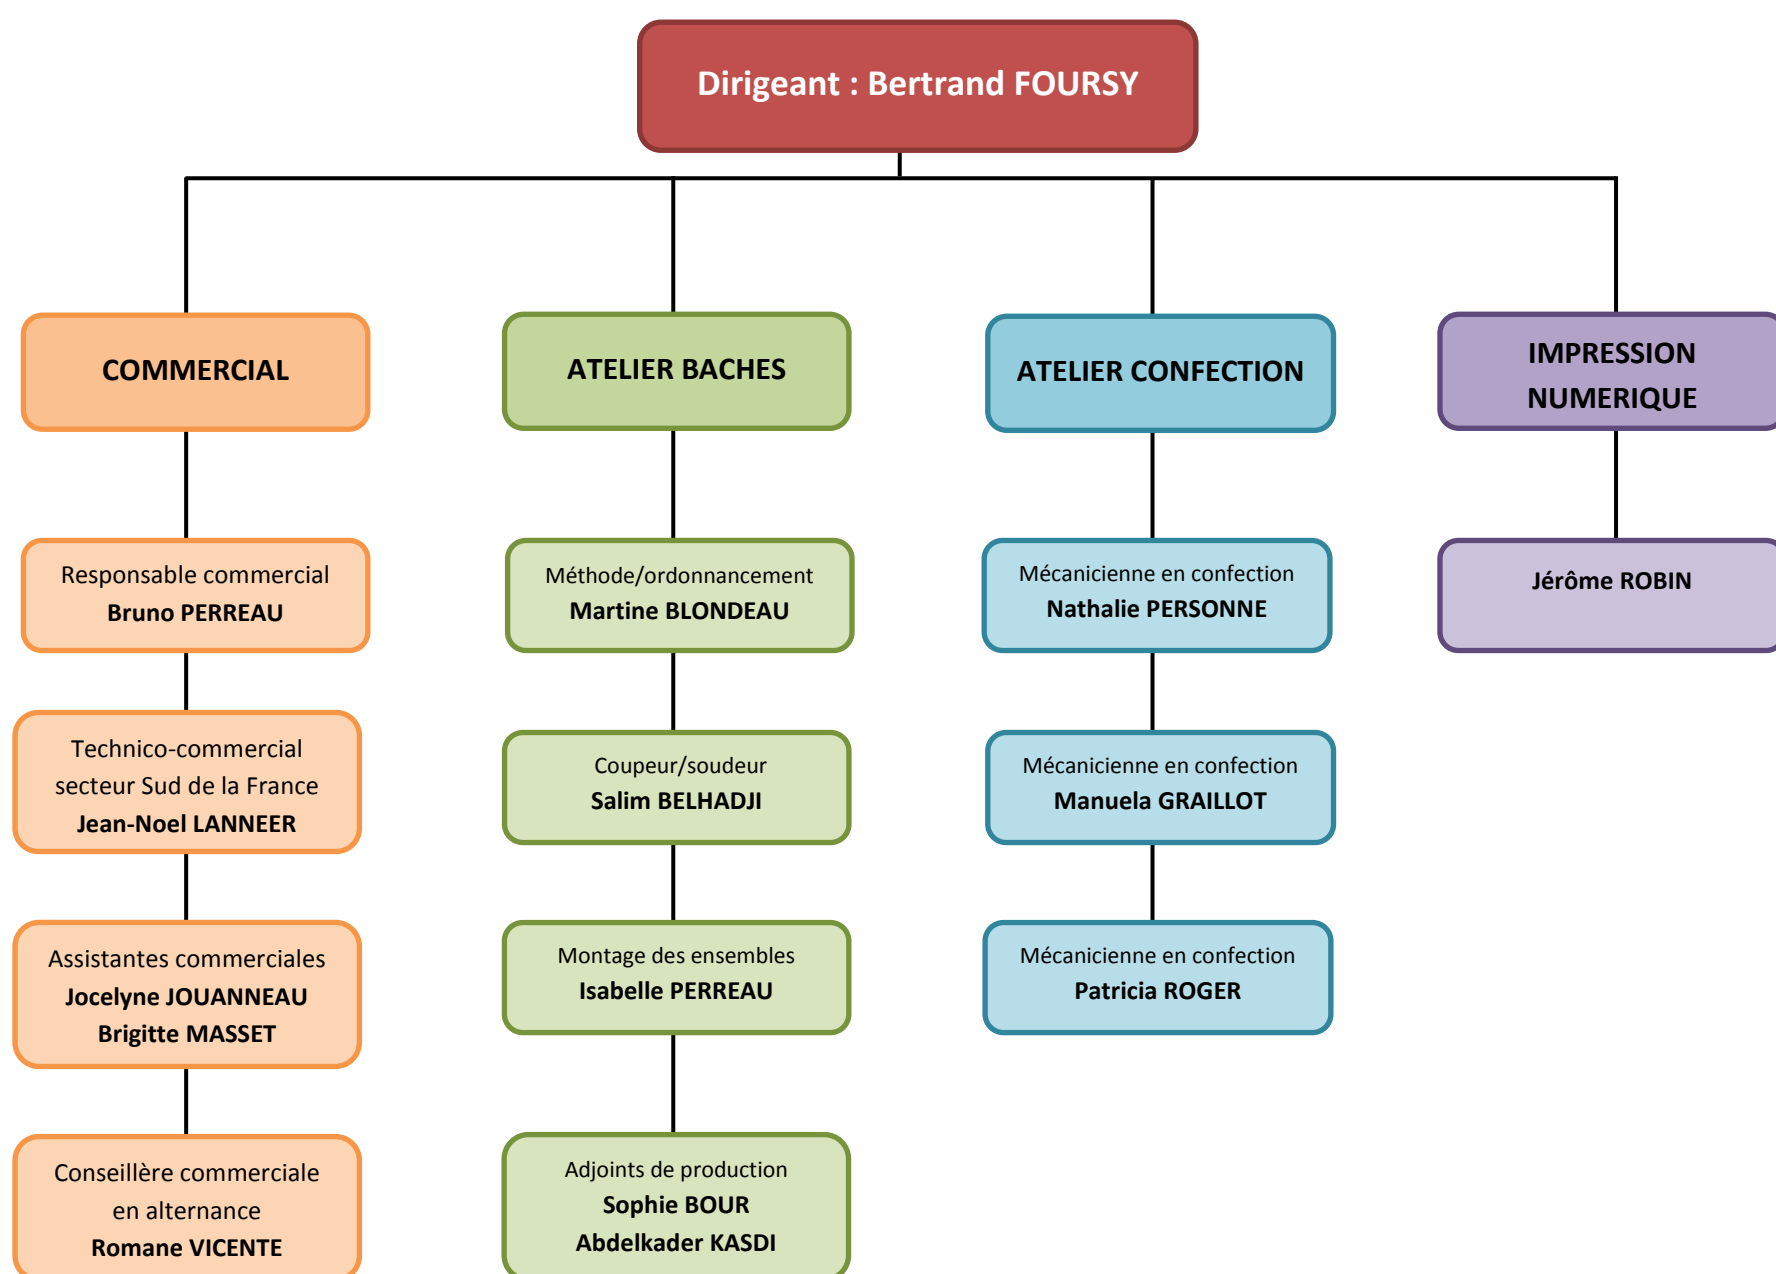 Dirigeant : Bertrand FOURSY
COMMERCIAL
Responsable commercial
Bruno PERREAU
Technico-commercial
secteur Sud de la France
Jean-Noel LANNEER
Assistantes commerciales
Jocelyne JOUANNEAU
Brigitte MASSET
Conseillère commerciale
en alternance
Romane VICENTE
ATELIER BACHES
Méthode/ordonnancement
Martine BLONDEAU
Coupeur/soudeur
Salim BELHADJI
Montage des ensembles
Isabelle PERREAU
Adjoints de production
Sophie BOUR
Abdelkader KASDI
ATELIER CONFECTION
Mécanicienne en confection
Nathalie PERSONNE
Mécanicienne en confection
Manuela GRAILLOT
Mécanicienne en confection
Patricia ROGER
IMPRESSION
NUMERIQUE
Jérôme ROBIN